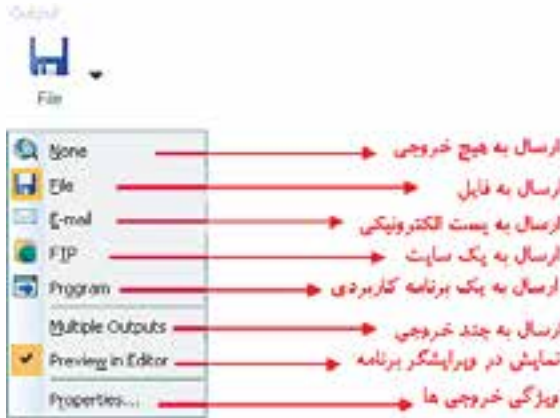 Output
File
None ارسال به هیچ خروجی
File ارسال به فایل
E-mail ارسال به پست الکترونیکی
FTP ارسال به یک سایت
Program ارسال به یک برنامه کاربردی
Multiple Outputs ارسال به چند خروجی
Preview in Editor نمایش در ویرایشگر برنامه
Properties... ویژگی خروجی ها